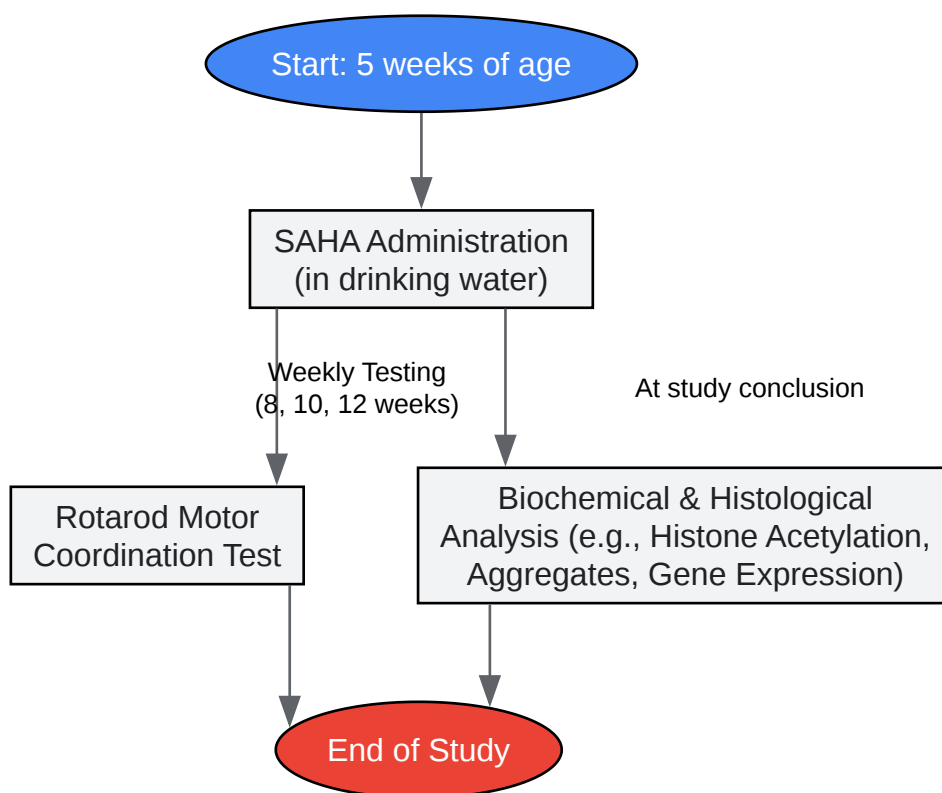 Start: 5 weeks of age
SAHA Administration
(in drinking water)
Weekly Testing
(8, 10, 12 weeks)
At study conclusion
Rotarod Motor
Coordination Test
Biochemical & Histological
Analysis (e.g., Histone Acetylation,
Aggregates, Gene Expression)
End of Study